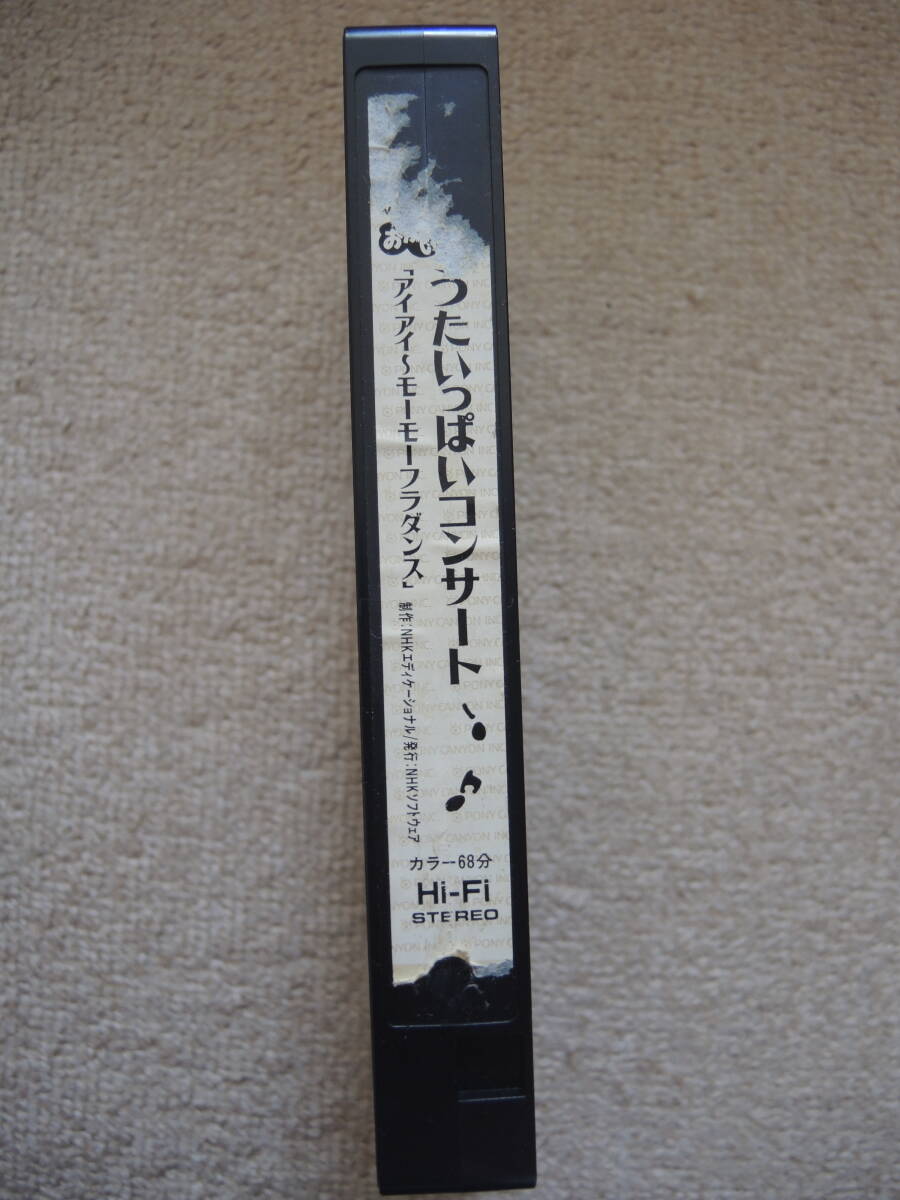 うたいっぱいコンサート
「アイアイ〜モーモーフラダンス」
制作:NHKエデュケーショナル/発行:NHKソフトウェア
カラー68分
Hi-Fi
STEREO
© PONY CANYON INC.